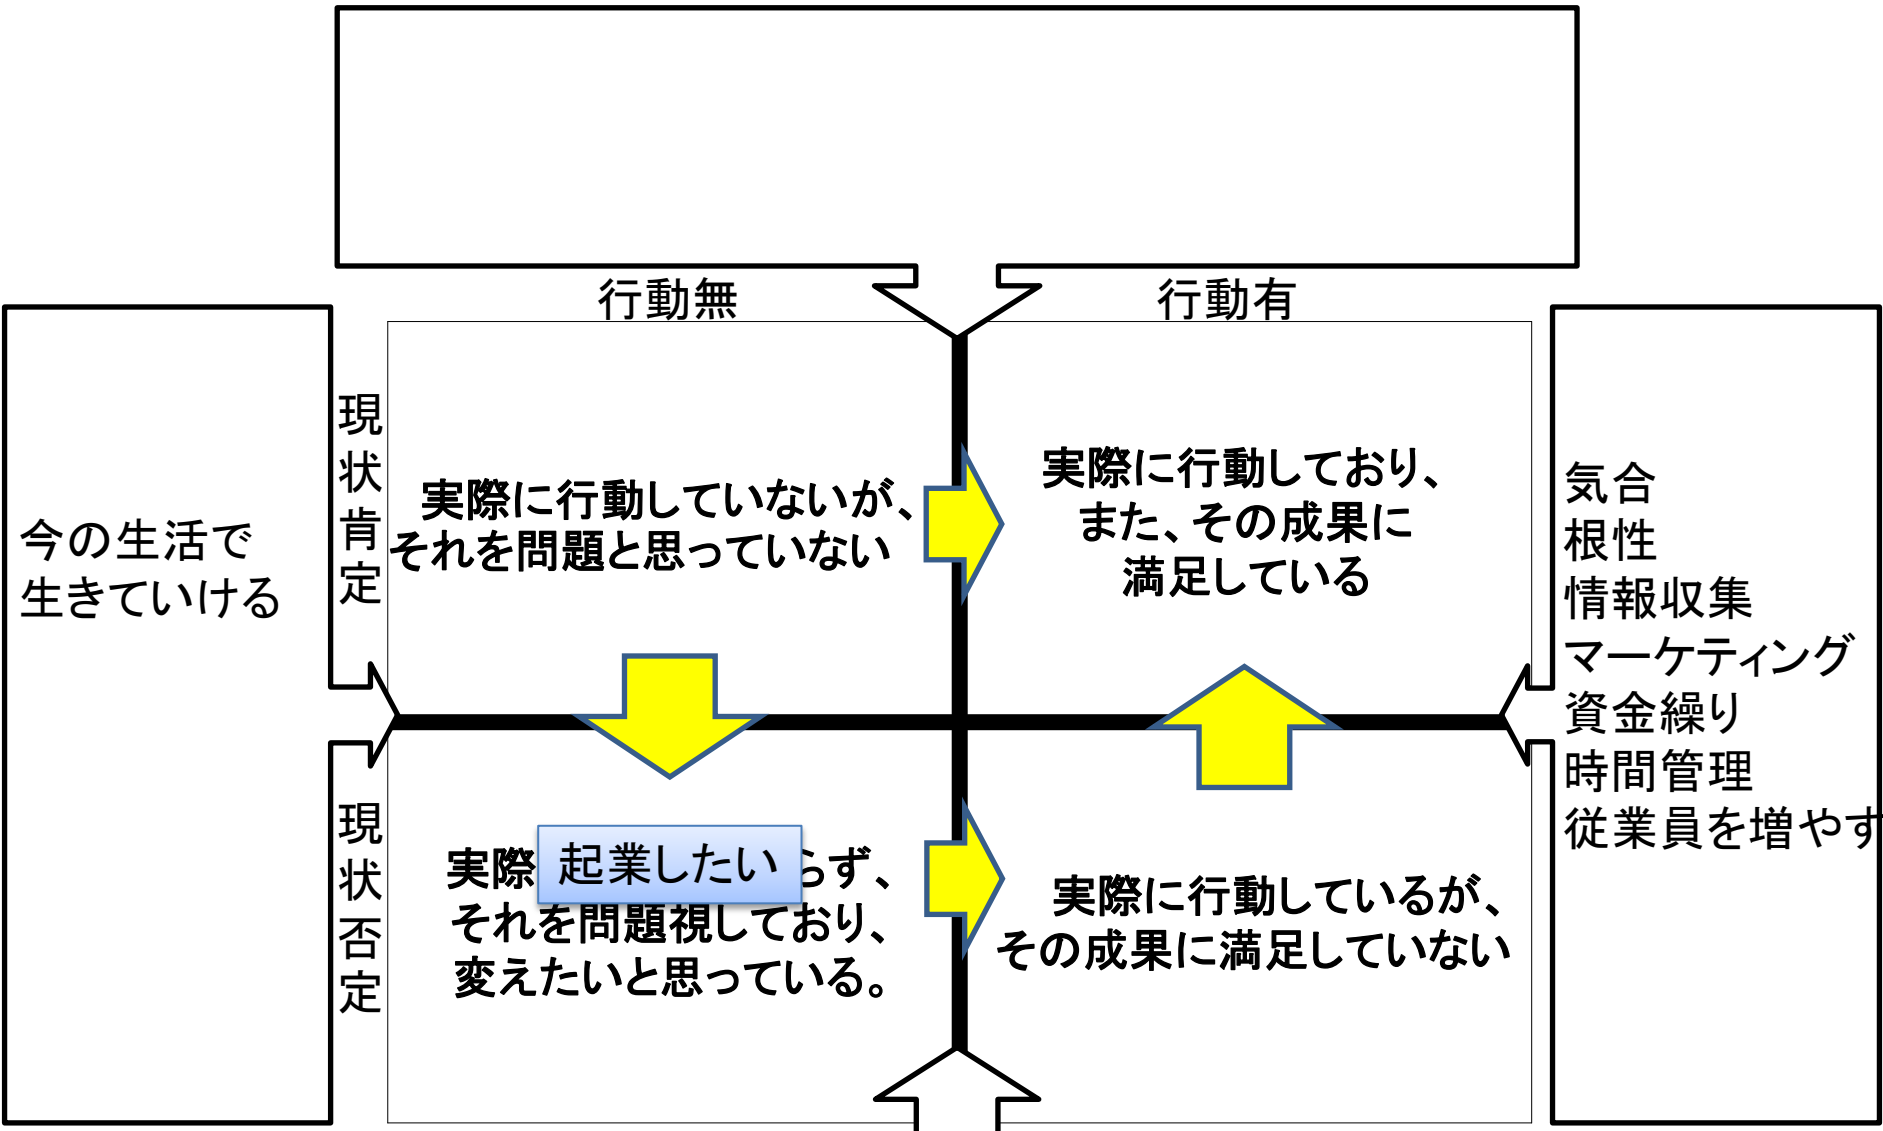 行動無
行動有
現状肯定
今の生活で
生きていける
実際に行動していないが、
それを問題と思っていない
実際に行動しており、
また、その成果に
満足している
気合
根性
情報収集
マーケティング
資金繰り
時間管理
従業員を増やす
現状否定
起業したい
実際
らず、
それを問題視しており、
変えたいと思っている。
実際に行動しているが、
その成果に満足していない